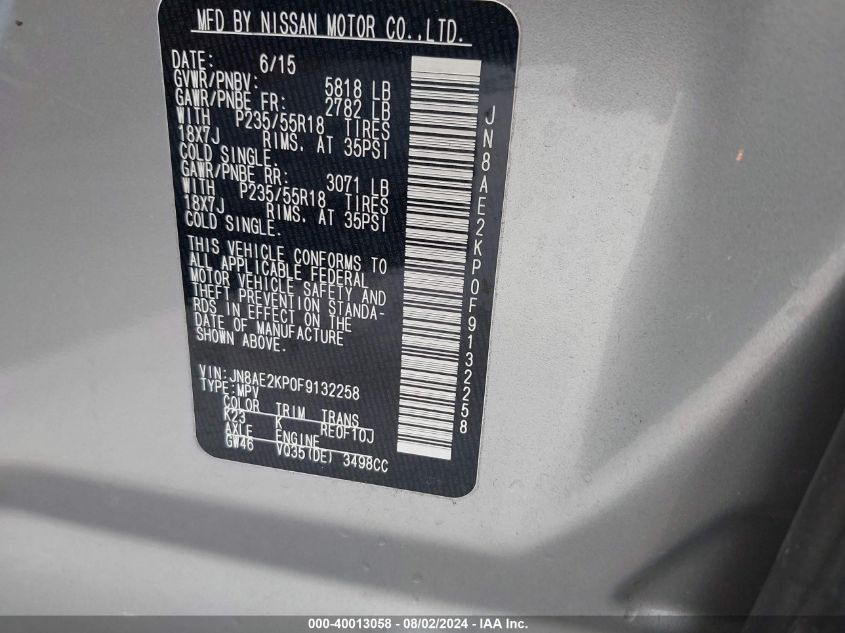 MFD BY NISSAN MOTOR CO.,LTD.
DATE: 6/15
GVWR/PNBV: 5818 LB
GAWR/PNBE FR: 2782 LB
WITH P235/55R18 TIRES
18X7J RIMS. AT 35PSI
COLD SINGLE.
GAWR/PNBE RR: 3071 LB
WITH P235/55R18 TIRES
18X7J RIMS. AT 35PSI
COLD SINGLE.
THIS VEHICLE CONFORMS TO
ALL APPLICABLE FEDERAL
MOTOR VEHICLE SAFETY AND
THEFT PREVENTION STANDA-
RDS IN EFFECT ON THE
DATE OF MANUFACTURE
SHOWN ABOVE.
VIN:JN8AE2KP0F9132258
TYPE:MPV
COLOR TRIM TRANS
K23 K RE0F10J
AXLE ENGINE
GW46 VQ35(DE) 3498CC
JN8AE2KP0F9132258
000-40013058 - 08/02/2024 - IAA Inc.